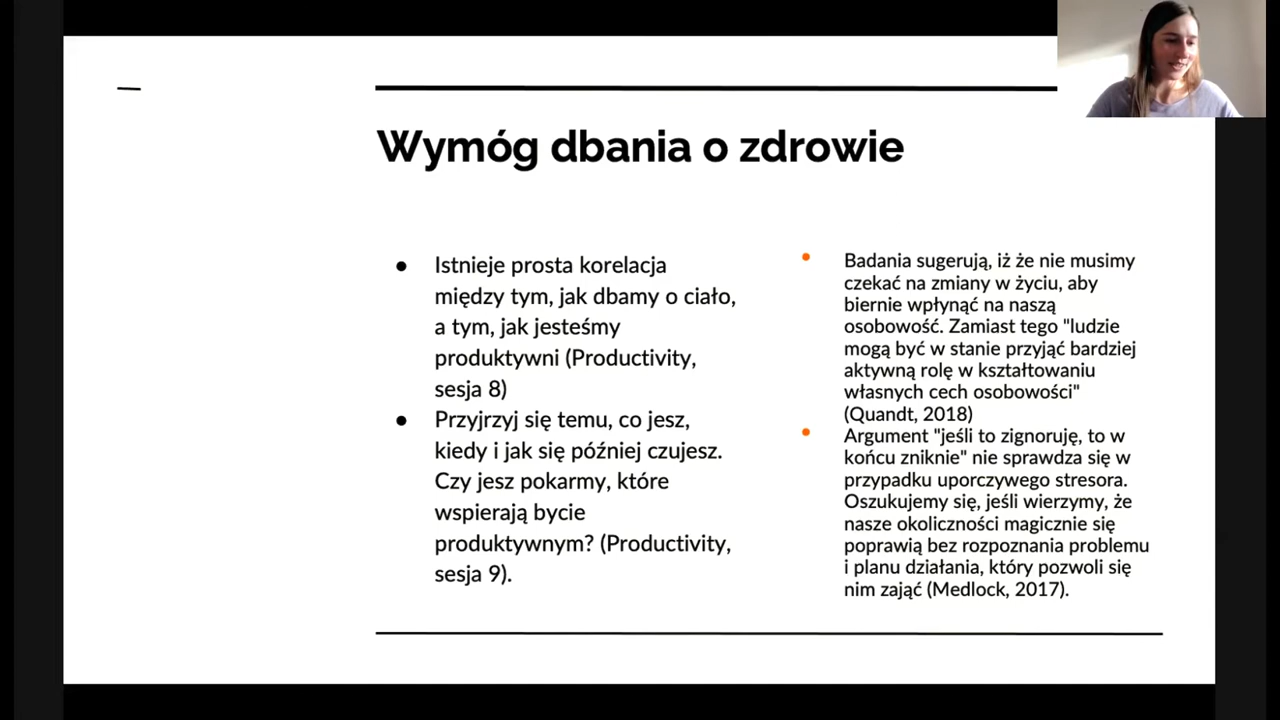 Wymóg dbania o zdrowie
● Istnieje prosta korelacja
między tym, jak dbamy o ciało,
a tym, jak jesteśmy
produktywni (Productivity,
sesja 8)
● Przyjrzyj się temu, co jesz,
kiedy i jak się później czujesz.
Czy jesz pokarmy, które
wspierają bycie
produktywnym? (Productivity,
sesja 9).
• Badania sugerują, iż że nie musimy
czekać na zmiany w życiu, aby
biernie wpłynąć na naszą
osobowość. Zamiast tego "ludzie
mogą być w stanie przyjąć bardziej
aktywną rolę w kształtowaniu
własnych cech osobowości"
(Quandt, 2018)
• Argument "jeśli to zignoruję, to w
końcu zniknie" nie sprawdza się w
przypadku uporczywego stresora.
Oszukujemy się, jeśli wierzymy, że
nasze okoliczności magicznie się
poprawią bez rozpoznania problemu
i planu działania, który pozwoli się
nim zająć (Medlock, 2017).